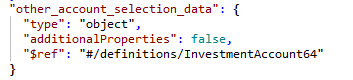 "other_account_selection_data": {
"type": "object",
"additionalProperties": false,
"$ref": "#/definitions/InvestmentAccount64"
}